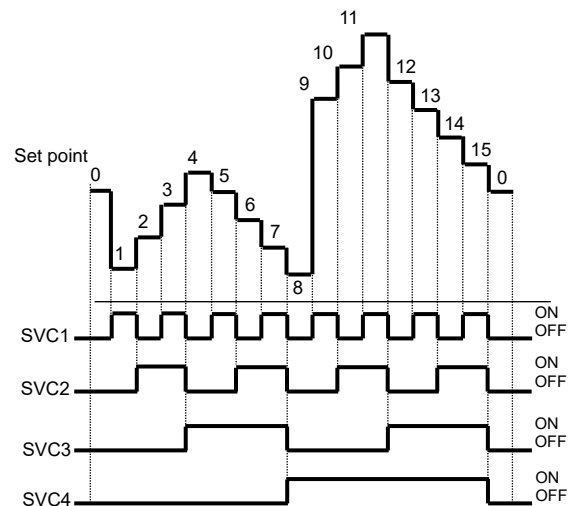 11
10
12
9
13
14
4
15
Set point
0
3
5
0
2
6
7
1
8
ON
OFF
SVC1
ON
OFF
SVC2
ON
OFF
SVC3
ON
OFF
SVC4